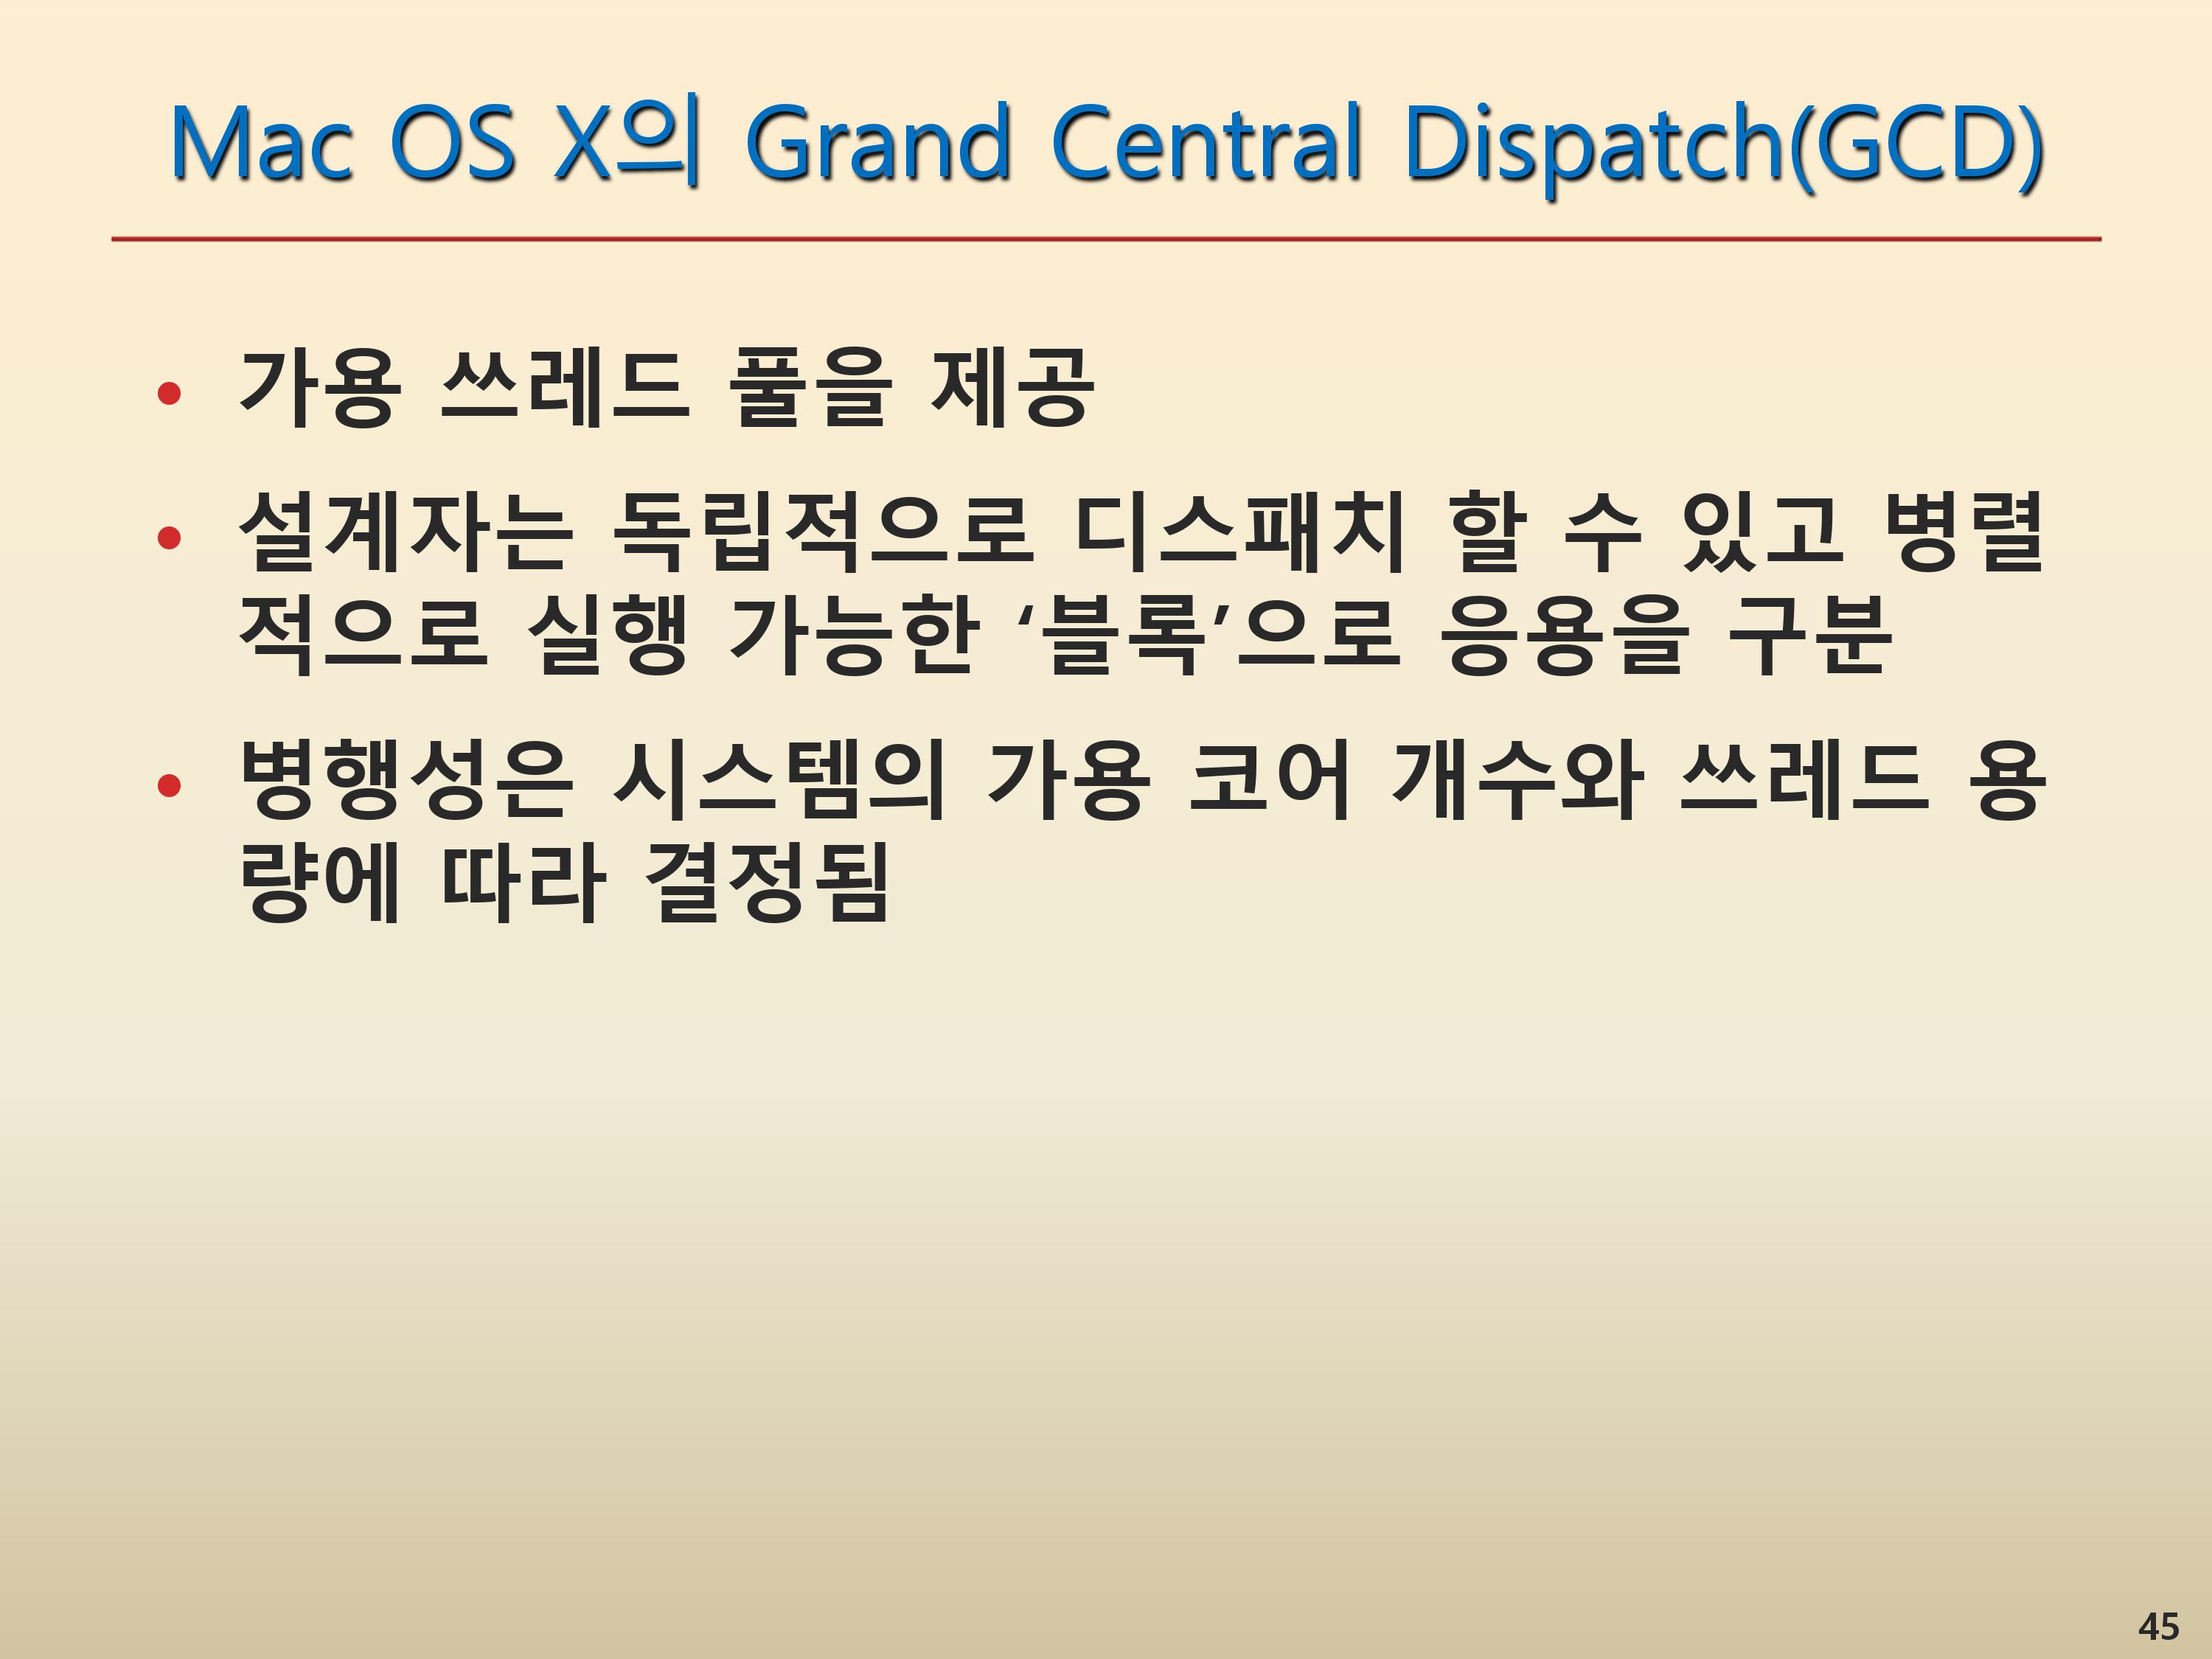 Mac OS X의 Grand Central Dispatch(GCD)
• 가용 쓰레드 풀을 제공
• 설계자는 독립적으로 디스패치 할 수 있고 병렬
적으로 실행 가능한 ‘블록’으로 응용을 구분
• 병행성은 시스템의 가용 코어 개수와 쓰레드 용
량에 따라 결정됨
45